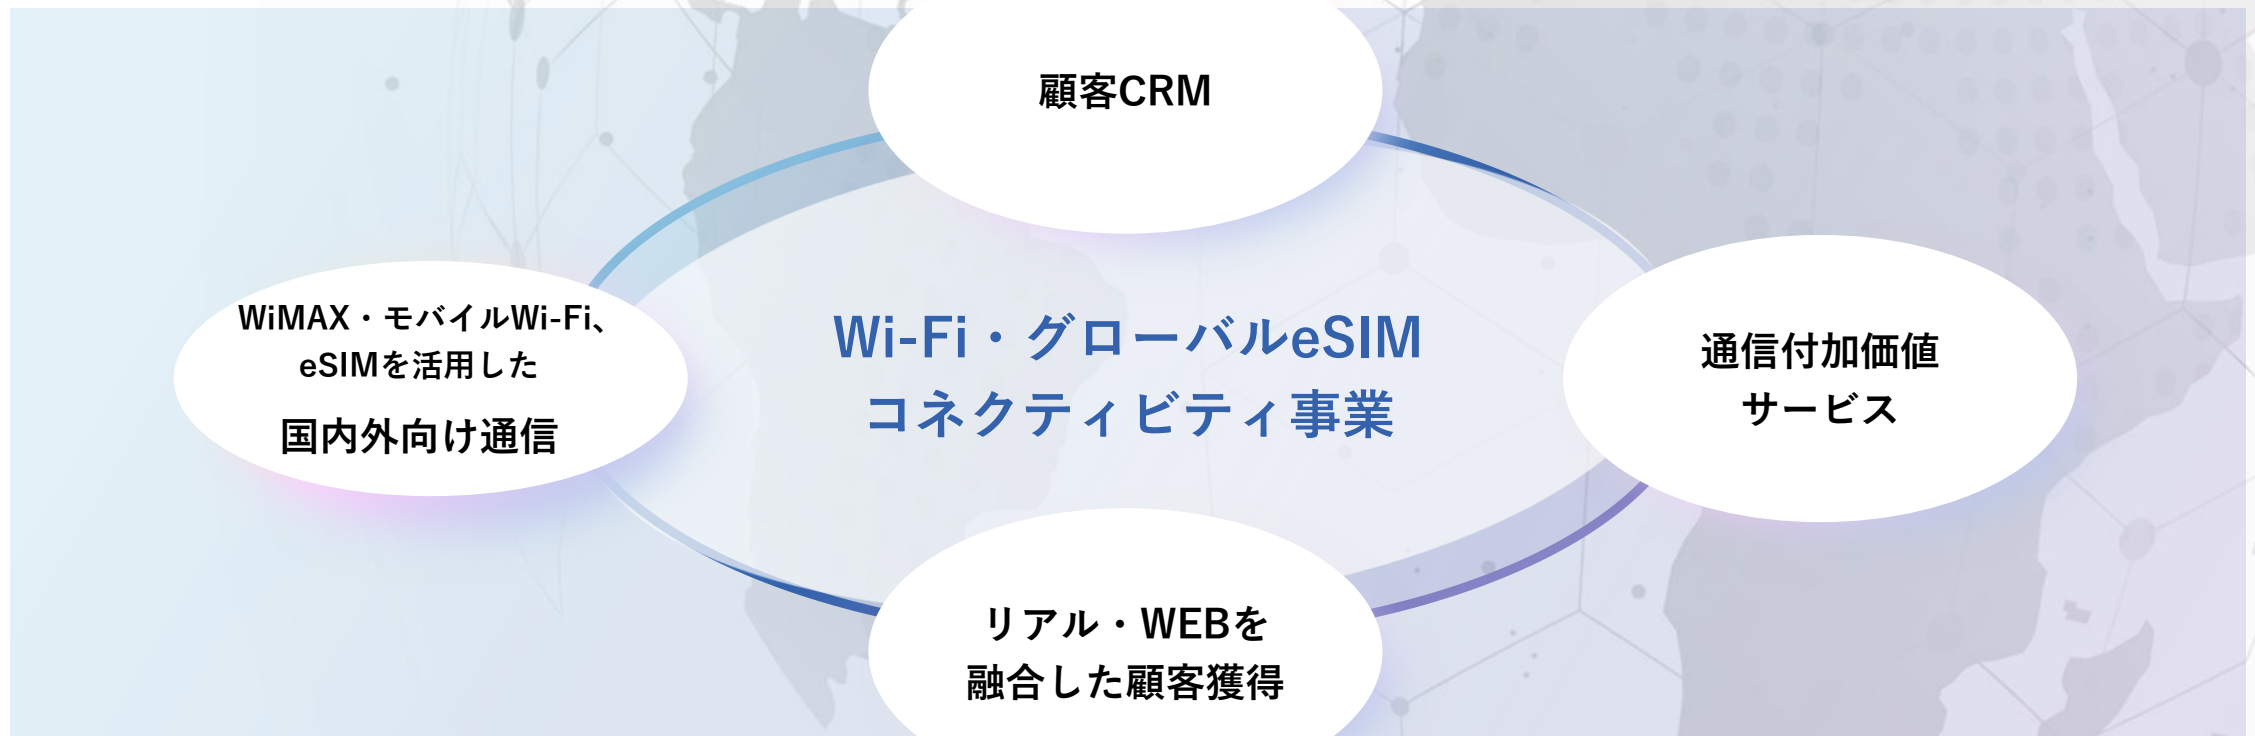 顧客CRM
WiMAX・モバイルWi-Fi、
eSIMを活用した
国内外向け通信
Wi-Fi・グローバルeSIM
コネクティビティ事業
通信付加価値
サービス
リアル・WEBを
融合した顧客獲得